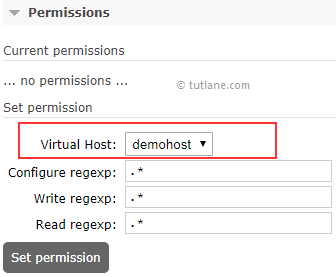 Permissions
Current permissions
... no permissions ...
© tutlane.com
Set permission
Virtual Host: demohost
Configure regexp: .*
Write regexp: .*
Read regexp: .*
Set permission